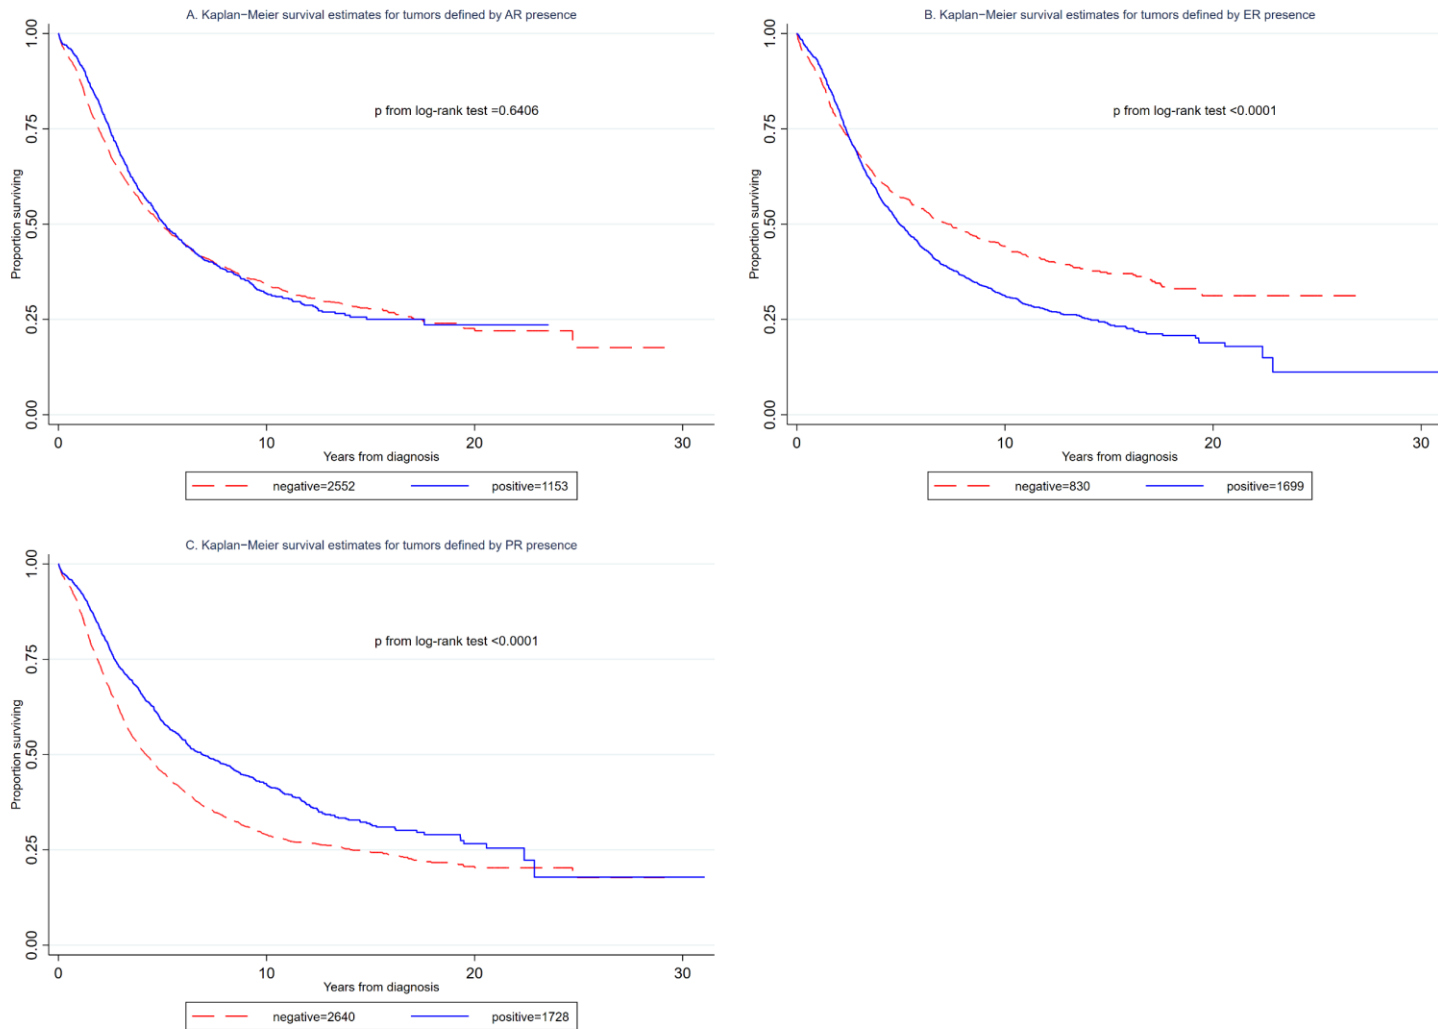 A. Kaplan−Meier survival estimates for tumors defined by AR presence
1.00
0.75
0.50
0.25
0.00
Proportion surviving
p from log-rank test =0.6406
0 10 20 30
Years from diagnosis
negative=2552 positive=1153
B. Kaplan−Meier survival estimates for tumors defined by ER presence
1.00
0.75
0.50
0.25
0.00
Proportion surviving
p from log-rank test <0.0001
0 10 20 30
Years from diagnosis
negative=830 positive=1699
C. Kaplan−Meier survival estimates for tumors defined by PR presence
1.00
0.75
0.50
0.25
0.00
Proportion surviving
p from log-rank test <0.0001
0 10 20 30
Years from diagnosis
negative=2640 positive=1728